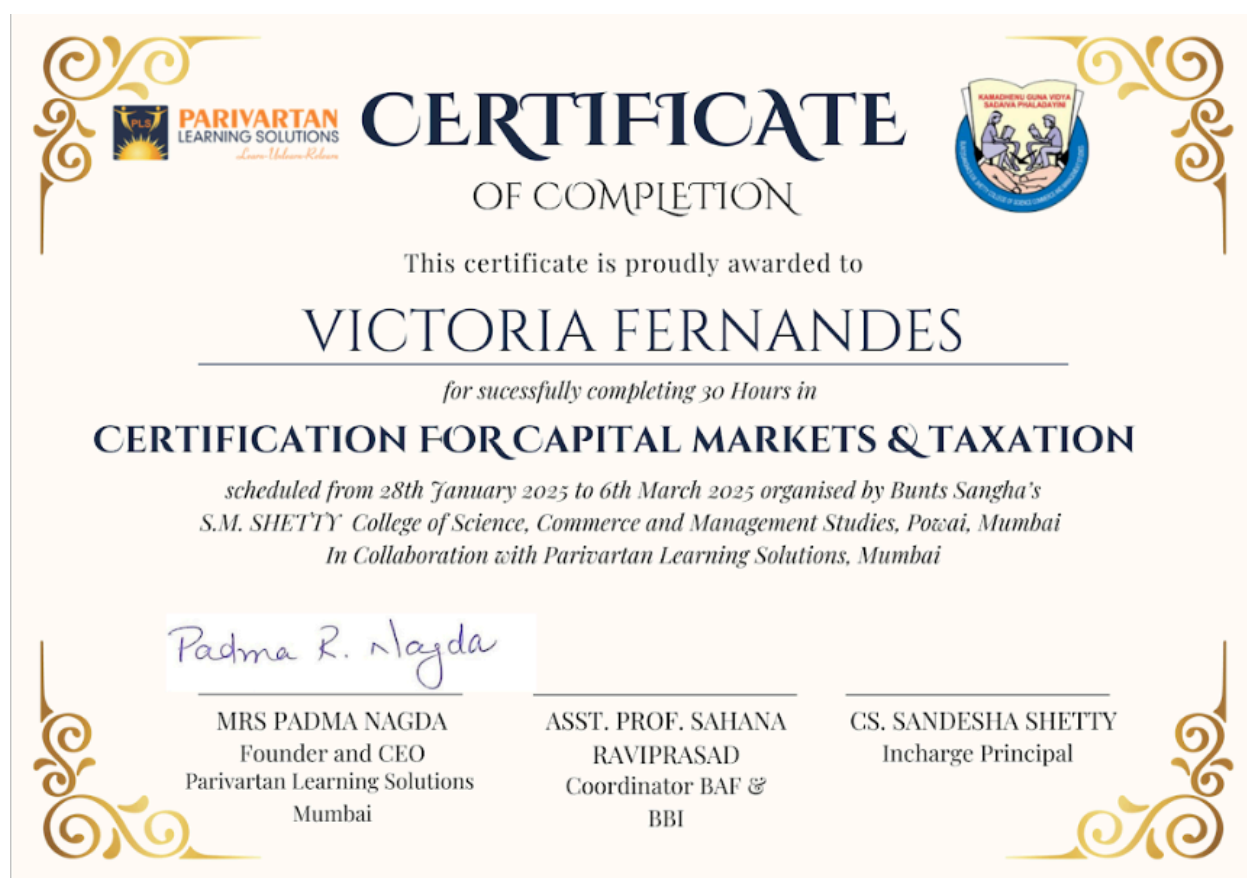 PLS
PARIVARTAN
LEARNING SOLUTIONS
Learn-Unlearn-Relearn
CERTIFICATE
OF COMPLETION
KAMADHENU GUNA VIDYA
SADAIVA PHALADAYINI
This certificate is proudly awarded to
VICTORIA FERNANDES
for sucessfully completing 30 Hours in
CERTIFICATION FOR CAPITAL MARKETS & TAXATION
scheduled from 28th January 2025 to 6th March 2025 organised by Bunts Sangha's
S.M. SHETTY College of Science, Commerce and Management Studies, Powai, Mumbai
In Collaboration with Parivartan Learning Solutions, Mumbai
Padma R. Nagda
MRS PADMA NAGDA
Founder and CEO
Parivartan Learning Solutions
Mumbai
ASST. PROF. SAHANA
RAVIPRASAD
Coordinator BAF &
BBI
CS. SANDESHA SHETTY
Incharge Principal